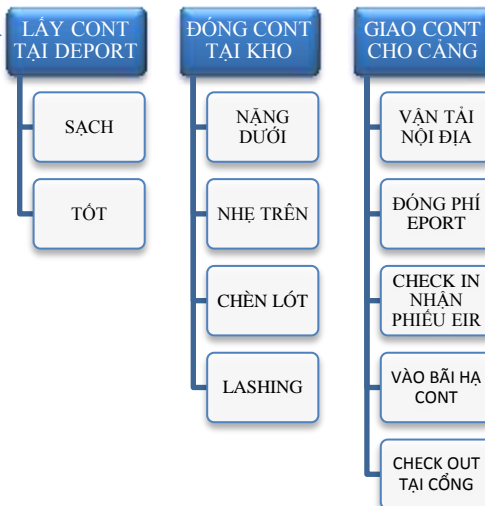 LẤY CONT
TẠI DEPORT
SẠCH
TỐT
ĐÓNG CONT
TẠI KHO
NẶNG
DƯỚI
NHẸ TRÊN
CHÈN LÓT
LASHING
GIAO CONT
CHO CẢNG
VẬN TẢI
NỘI ĐỊA
ĐÓNG PHÍ
EPORT
CHECK IN
NHẬN
PHIẾU EIR
VÀO BÃI HẠ
CONT
CHECK OUT
TẠI CỔNG